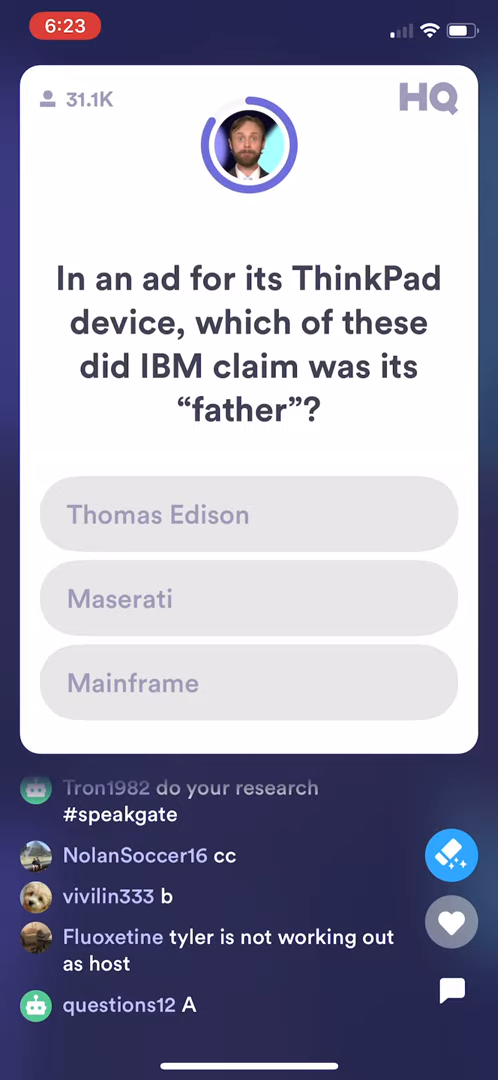 6:23
31.1K
HQ
In an ad for its ThinkPad
device, which of these
did IBM claim was its
“father”?
Thomas Edison
Maserati
Mainframe
Tron1982 do your research
#speakgate
NolanSoccer16 cc
vivilin333 b
Fluoxetine tyler is not working out
as host
questions12 A